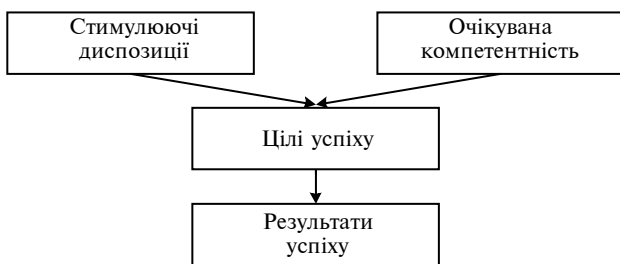 Стимулюючі
диспозиції
Очікувана
компетентність
Цілі успіху
Результати
успіху